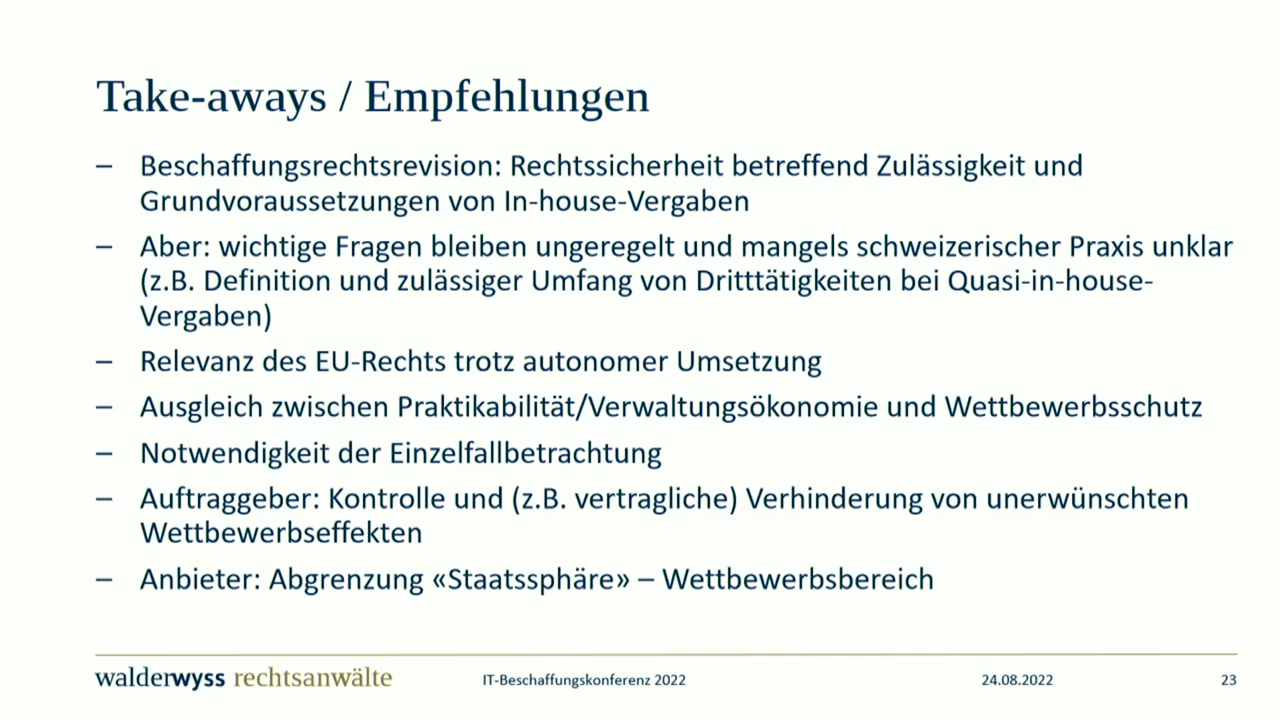 Take-aways / Empfehlungen
– Beschaffungsrechtsrevision: Rechtssicherheit betreffend Zulässigkeit und
Grundvoraussetzungen von In-house-Vergaben
– Aber: wichtige Fragen bleiben ungeregelt und mangels schweizerischer Praxis unklar
(z.B. Definition und zulässiger Umfang von Dritttätigkeiten bei Quasi-in-house-
Vergaben)
– Relevanz des EU-Rechts trotz autonomer Umsetzung
– Ausgleich zwischen Praktikabilität/Verwaltungsökonomie und Wettbewerbsschutz
– Notwendigkeit der Einzelfallbetrachtung
– Auftraggeber: Kontrolle und (z.B. vertragliche) Verhinderung von unerwünschten
Wettbewerbseffekten
– Anbieter: Abgrenzung «Staatssphäre» – Wettbewerbsbereich
walderwyss rechtsanwälte IT-Beschaffungskonferenz 2022 24.08.2022 23